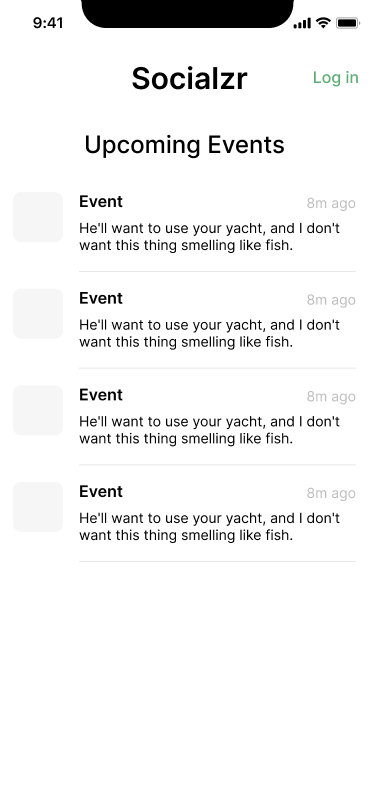 9:41
Socialzr
Log in
Upcoming Events
Event
8m ago
He'll want to use your yacht, and I don't
want this thing smelling like fish.
Event
8m ago
He'll want to use your yacht, and I don't
want this thing smelling like fish.
Event
8m ago
He'll want to use your yacht, and I don't
want this thing smelling like fish.
Event
8m ago
He'll want to use your yacht, and I don't
want this thing smelling like fish.